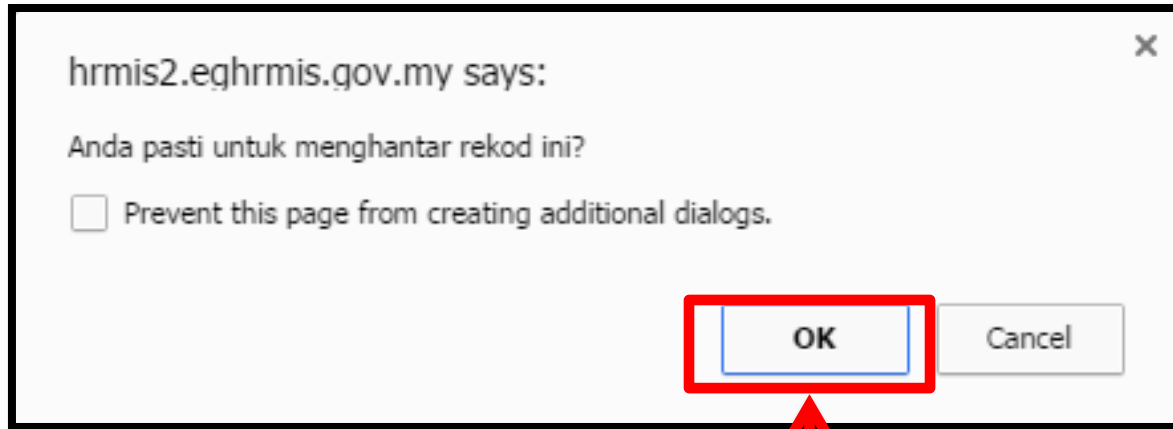 hrmis2.eghrmis.gov.my says:
Anda pasti untuk menghantar rekod ini?
Prevent this page from creating additional dialogs.
OK
Cancel